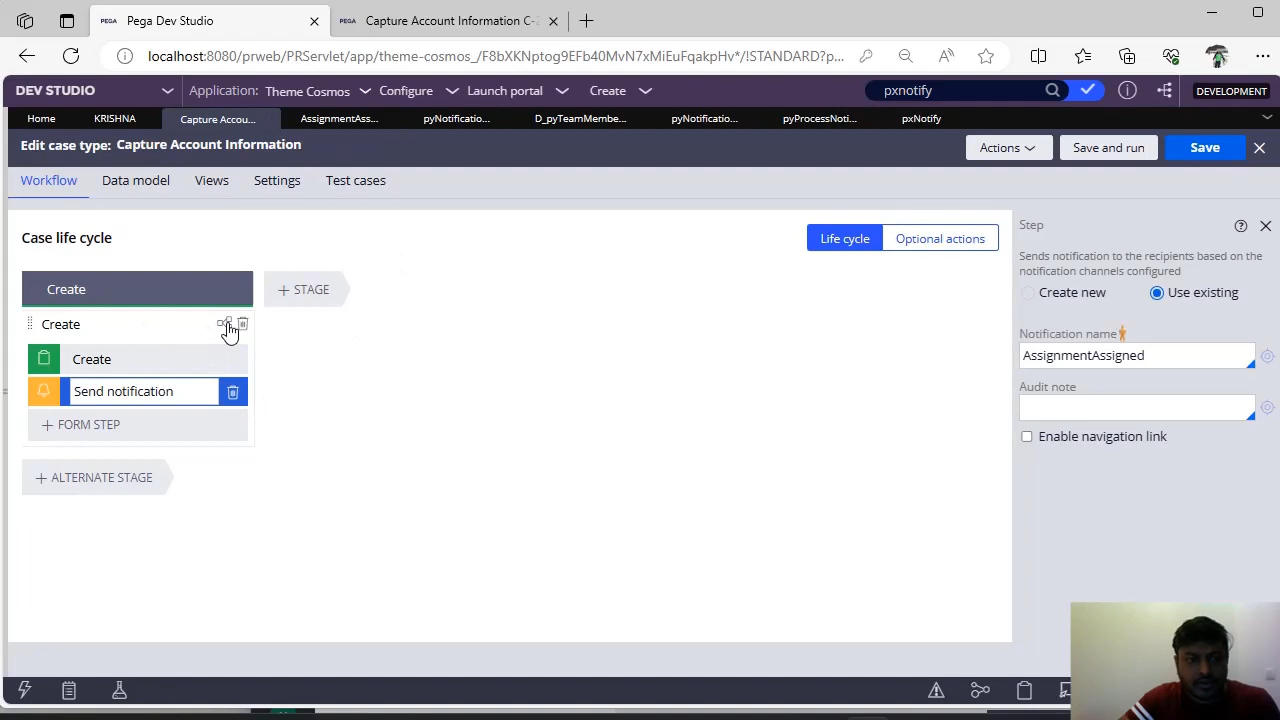 PEGA Pega Dev Studio
PEGA Capture Account Information C-
localhost:8080/prweb/PRServlet/app/theme-cosmos_/F8bXKNptog9EFb40MvN7xMiEuFqakpHv*/!STANDARD?p...
DEV STUDIO
Application: Theme Cosmos
Configure
Launch portal
Create
pxnotify
DEVELOPMENT
Home
KRISHNA
Capture Accou...
AssignmentAss...
pyNotificatio...
D_pyTeamMembe...
pyNotificatio...
pyProcessNoti...
pxNotify
Edit case type: Capture Account Information
Actions
Save and run
Save
Workflow
Data model
Views
Settings
Test cases
Case life cycle
Life cycle
Optional actions
Create
+ STAGE
Create
Create
Send notification
+ FORM STEP
+ ALTERNATE STAGE
Step
Sends notification to the recipients based on the
notification channels configured
Create new
Use existing
Notification name
AssignmentAssigned
Audit note
Enable navigation link